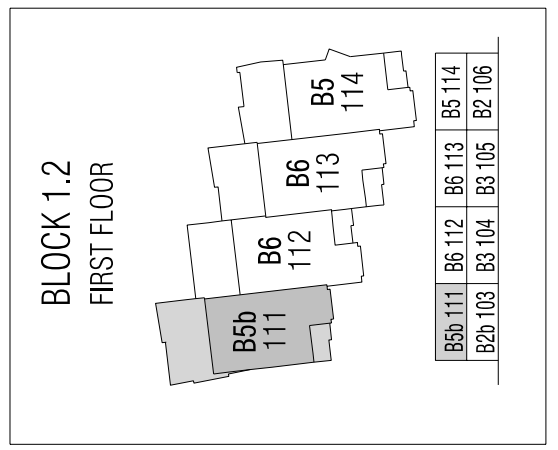 BLOCK 1.2
FIRST FLOOR
B5
114
B6
113
B6
112
B5b
111
B5b 111
B6 112
B6 113
B5 114
B2b 103
B3 104
B3 105
B2 106